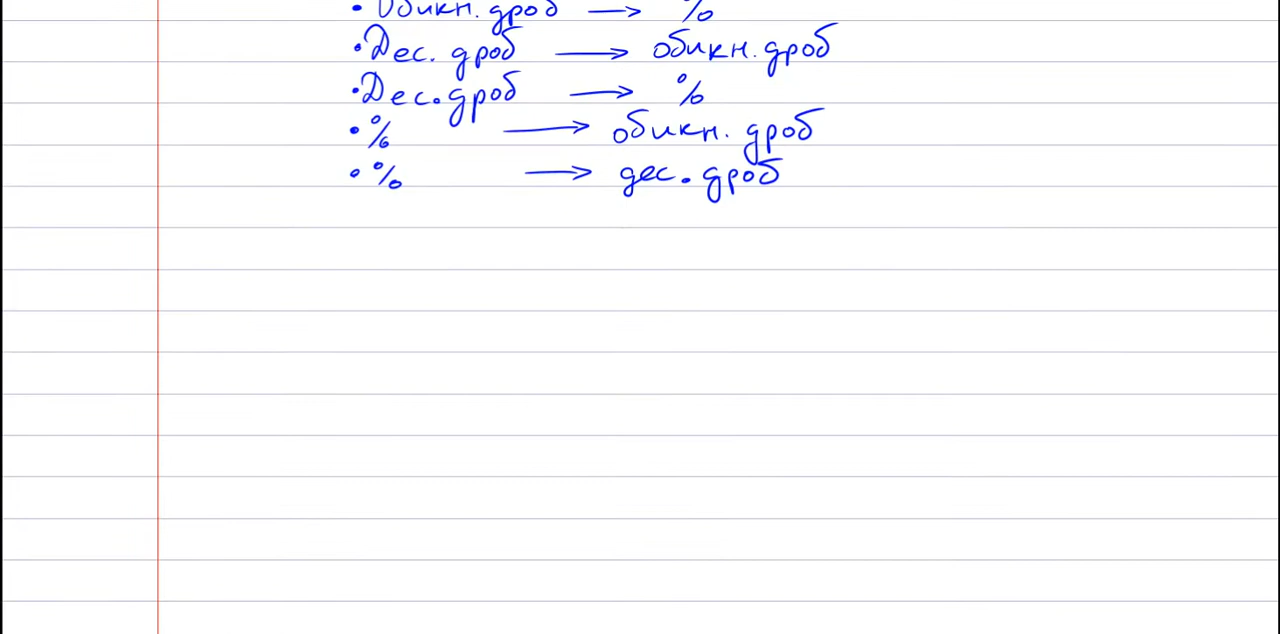 • Обикн. дроб → %
• Дес. дроб → обикн. дроб
• Дес. дроб → %
• % → обикн. дроб
• % → дес. дроб